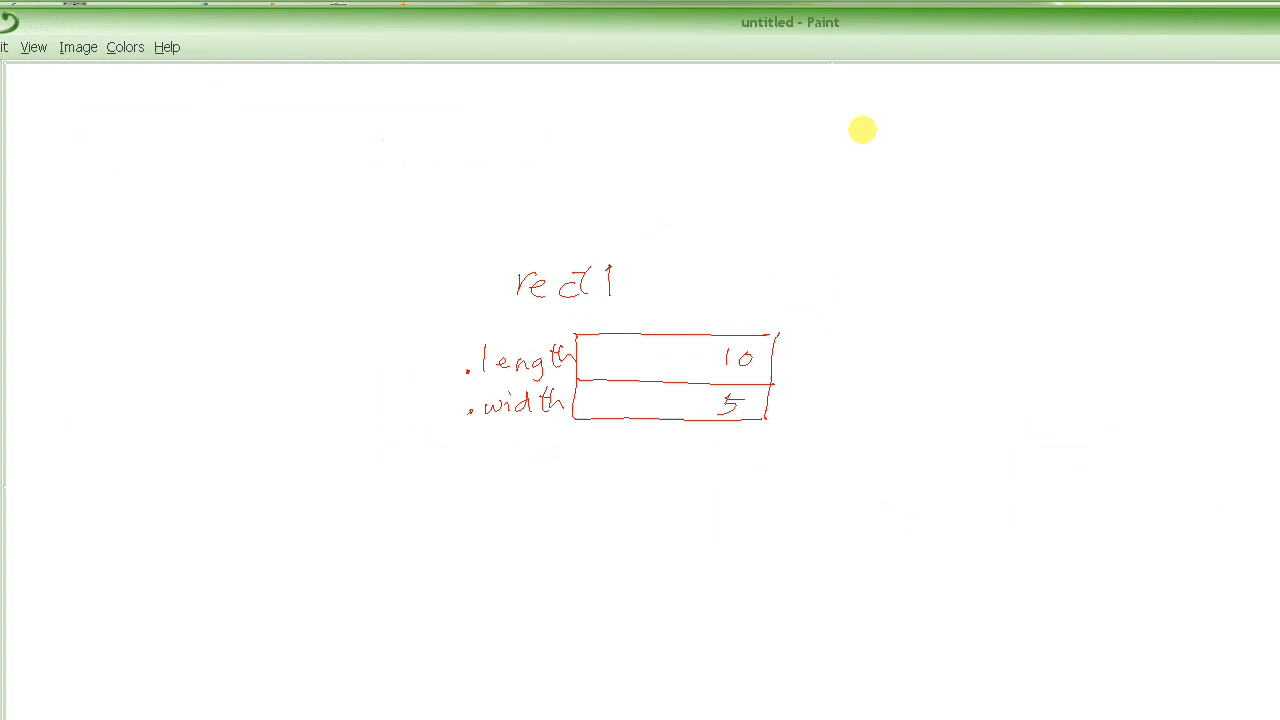 untitled - Paint
it View Image Colors Help
rect1
.length 10
.width 5